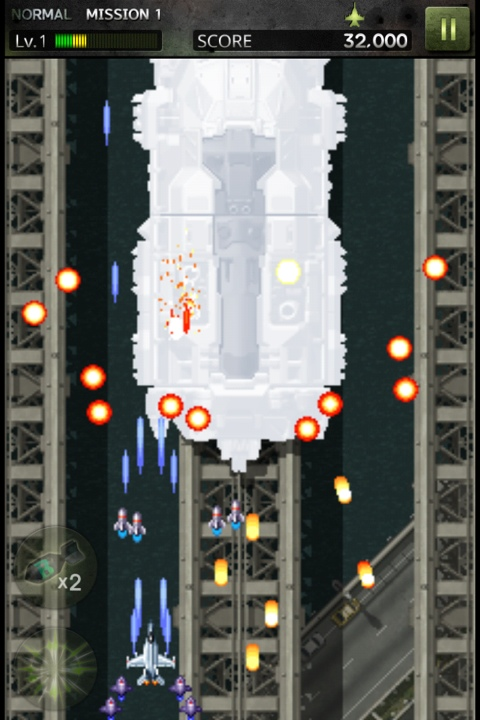 NORMAL MISSION 1
Lv.1 SCORE 32,000
x2